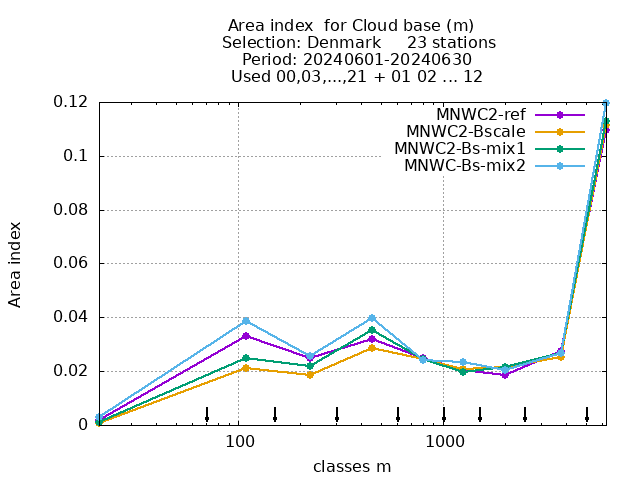 Area index  for Cloud base (m)
Selection: Denmark     23 stations
Period: 20240601-20240630
Used 00,03,...,21 + 01 02 ... 12
MNWC2-ref
MNWC2-Bscale
MNWC2-Bs-mix1
MNWC-Bs-mix2
0.12
0.1
0.08
0.06
0.04
0.02
0
Area index
100
1000
classes m